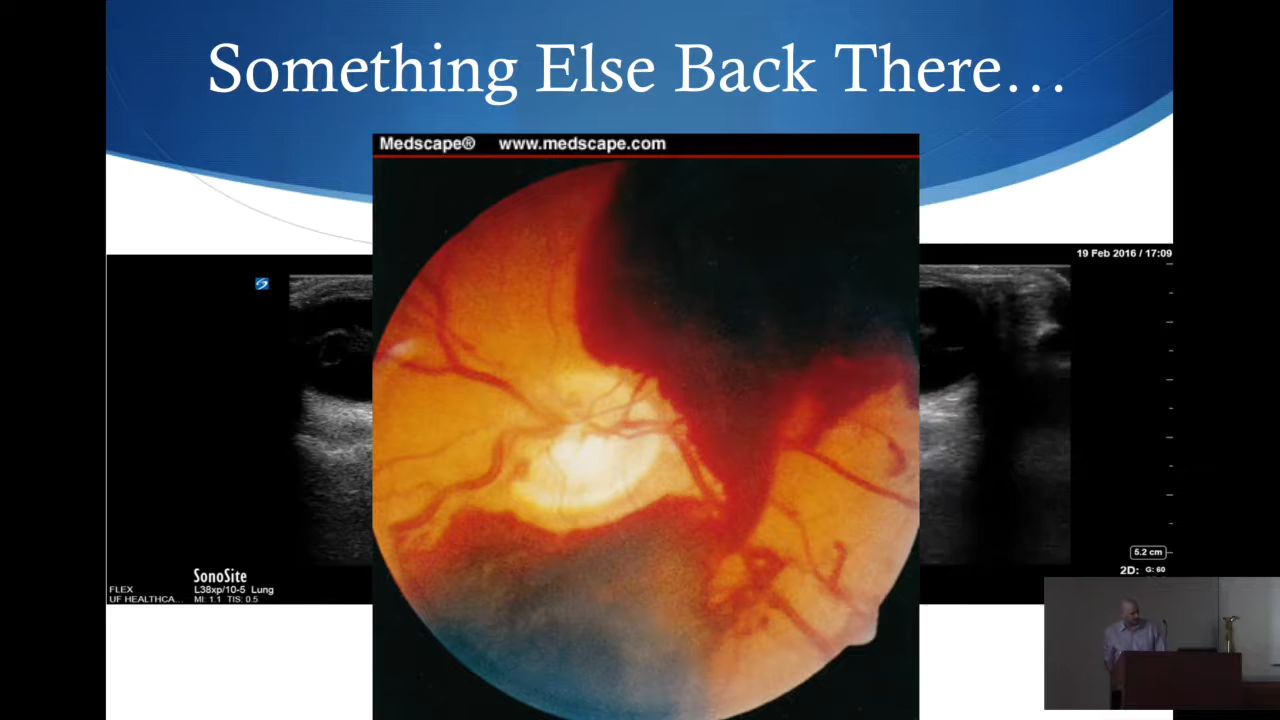 Something Else Back There…
Medscape® www.medscape.com
19 Feb 2016 / 17:09
5.2 cm
2D: G: 60
SonoSite
FLEX L38xp/10-5 Lung
UF HEALTHCA... MI: 1.1 TIS: 0.5